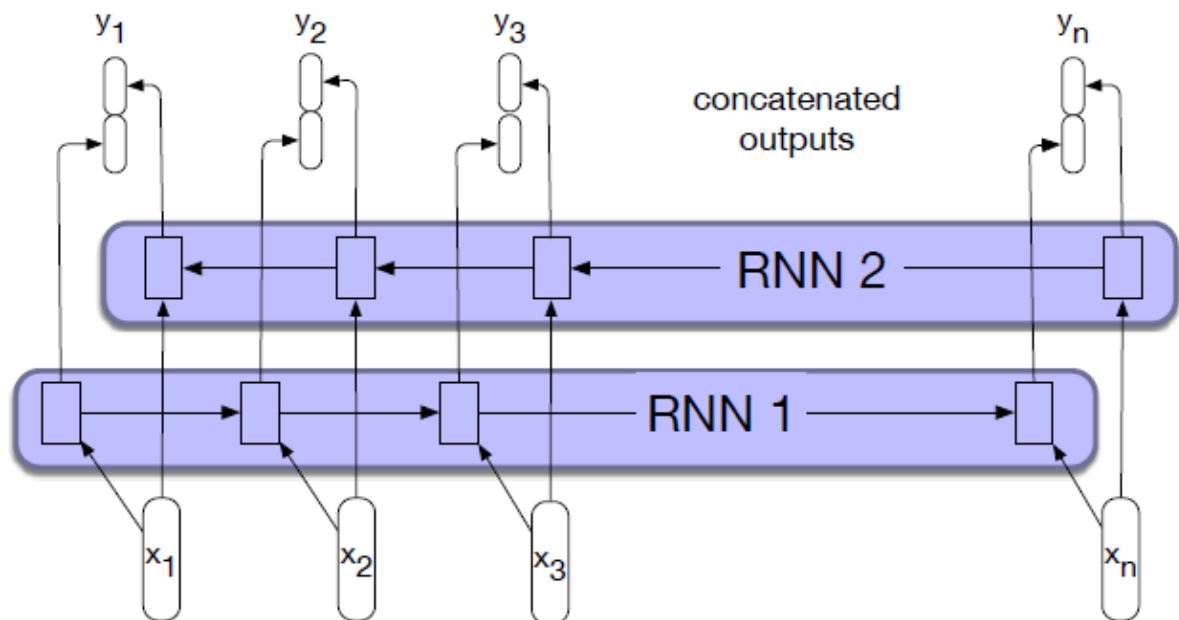 y1 y2 y3 yn
concatenated
outputs
RNN 2
RNN 1
x1 x2 x3 xn